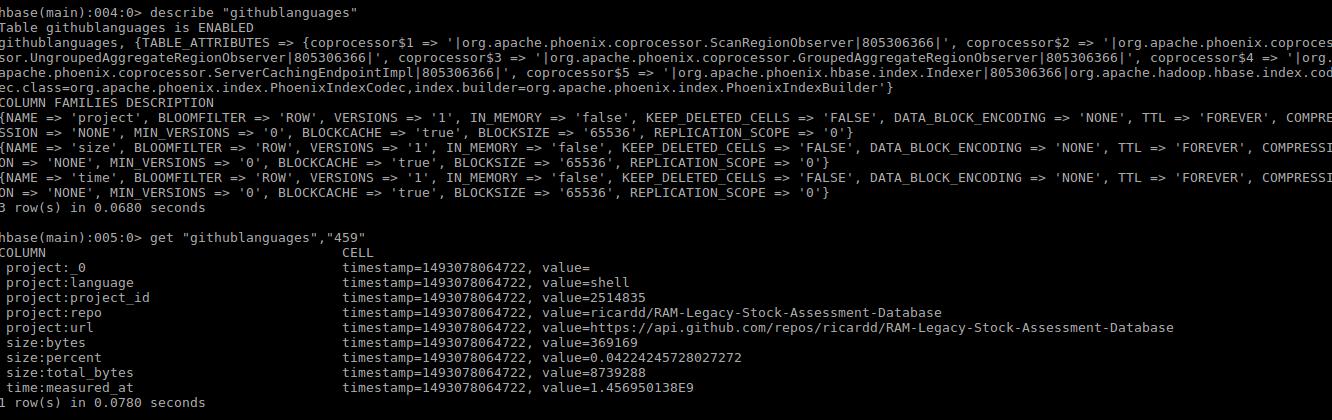 hbase(main):004:0> describe "githublanguages"
Table githublanguages is ENABLED
githublanguages, {TABLE_ATTRIBUTES => {coprocessor$1 => '|org.apache.phoenix.coprocessor.ScanRegionObserver|805306366|', coprocessor$2 => '|org.apache.phoenix.coproces
sor.UngroupedAggregateRegionObserver|805306366|', coprocessor$3 => '|org.apache.phoenix.coprocessor.GroupedAggregateRegionObserver|805306366|', coprocessor$4 => '|org.
apache.phoenix.coprocessor.ServerCachingEndpointImpl|805306366|', coprocessor$5 => '|org.apache.phoenix.hbase.index.Indexer|805306366|org.apache.hadoop.hbase.index.cod
ec.class=org.apache.phoenix.index.PhoenixIndexCodec,index.builder=org.apache.phoenix.index.PhoenixIndexBuilder'}
COLUMN FAMILIES DESCRIPTION
{NAME => 'project', BLOOMFILTER => 'ROW', VERSIONS => '1', IN_MEMORY => 'false', KEEP_DELETED_CELLS => 'FALSE', DATA_BLOCK_ENCODING => 'NONE', TTL => 'FOREVER', COMPRE
SSION => 'NONE', MIN_VERSIONS => '0', BLOCKCACHE => 'true', BLOCKSIZE => '65536', REPLICATION_SCOPE => '0'}
{NAME => 'size', BLOOMFILTER => 'ROW', VERSIONS => '1', IN_MEMORY => 'false', KEEP_DELETED_CELLS => 'FALSE', DATA_BLOCK_ENCODING => 'NONE', TTL => 'FOREVER', COMPRESSI
ON => 'NONE', MIN_VERSIONS => '0', BLOCKCACHE => 'true', BLOCKSIZE => '65536', REPLICATION_SCOPE => '0'}
{NAME => 'time', BLOOMFILTER => 'ROW', VERSIONS => '1', IN_MEMORY => 'false', KEEP_DELETED_CELLS => 'FALSE', DATA_BLOCK_ENCODING => 'NONE', TTL => 'FOREVER', COMPRESSI
ON => 'NONE', MIN_VERSIONS => '0', BLOCKCACHE => 'true', BLOCKSIZE => '65536', REPLICATION_SCOPE => '0'}
3 row(s) in 0.0680 seconds
hbase(main):005:0> get "githublanguages","459"
COLUMN CELL
project:_0 timestamp=1493078064722, value=
project:language timestamp=1493078064722, value=shell
project:project_id timestamp=1493078064722, value=2514835
project:repo timestamp=1493078064722, value=ricardd/RAM-Legacy-Stock-Assessment-Database
project:url timestamp=1493078064722, value=https://api.github.com/repos/ricardd/RAM-Legacy-Stock-Assessment-Database
size:bytes timestamp=1493078064722, value=369169
size:percent timestamp=1493078064722, value=0.04224245728027272
size:total_bytes timestamp=1493078064722, value=8739288
time:measured_at timestamp=1493078064722, value=1.456950138E9
1 row(s) in 0.0780 seconds